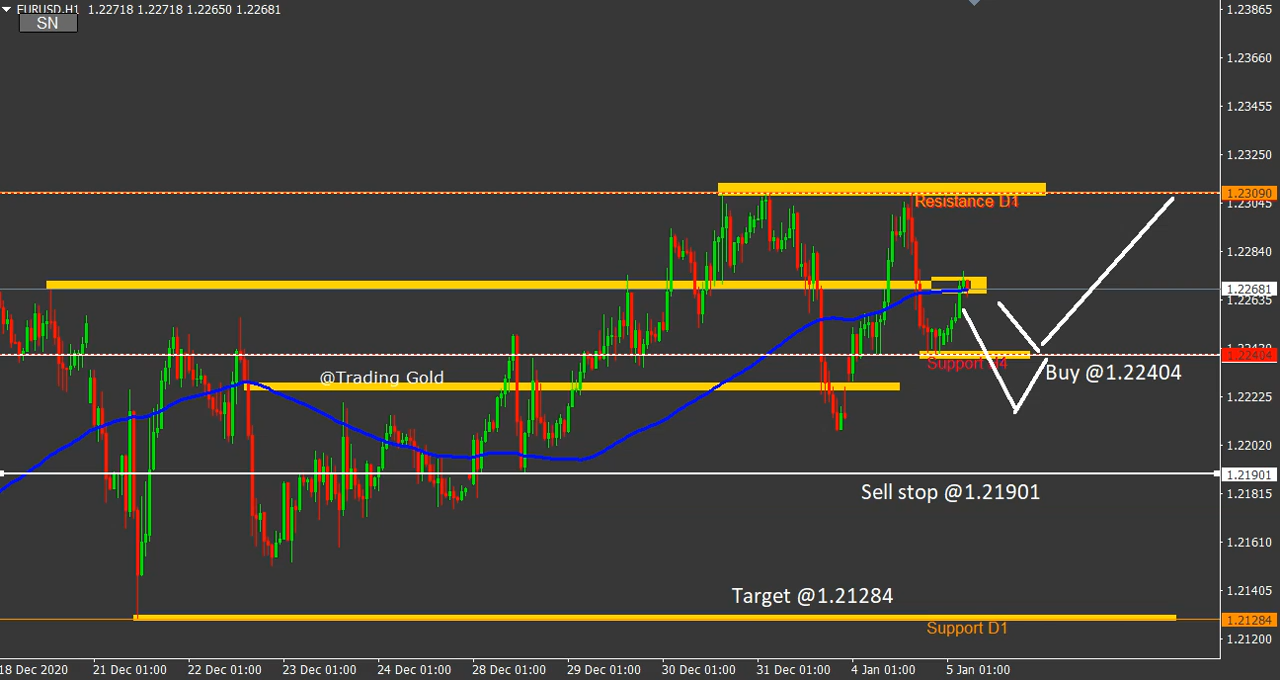 EURUSD,H1 1.22718 1.22718 1.22650 1.22681
SN
1.23865
1.23660
1.23455
1.23250
1.23090
1.23045
Resistance D1
1.22840
1.22681
1.22635
1.22404
Support H4
Buy @1.22404
@Trading Gold
1.22225
1.22020
1.21901
Sell stop @1.21901
1.21815
1.21610
Target @1.21284
1.21405
1.21284
Support D1
1.21200
18 Dec 2020 21 Dec 01:00 22 Dec 01:00 23 Dec 01:00 24 Dec 01:00 28 Dec 01:00 29 Dec 01:00 30 Dec 01:00 31 Dec 01:00 4 Jan 01:00 5 Jan 01:00